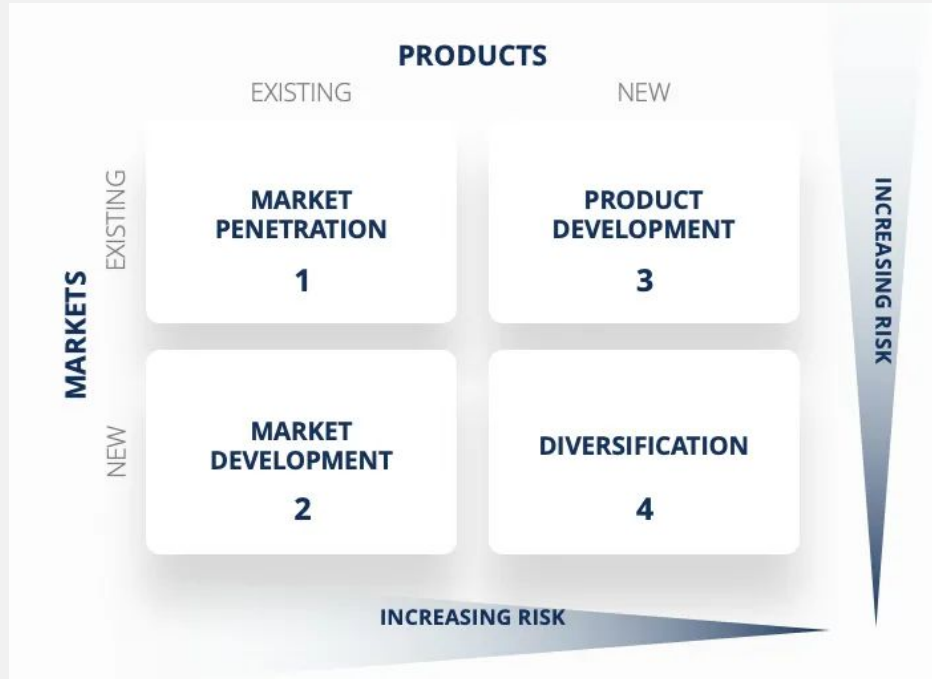 PRODUCTS
EXISTING
NEW
MARKETS
EXISTING
NEW
MARKET
PENETRATION
1
PRODUCT
DEVELOPMENT
3
MARKET
DEVELOPMENT
2
DIVERSIFICATION
4
INCREASING RISK
INCREASING RISK